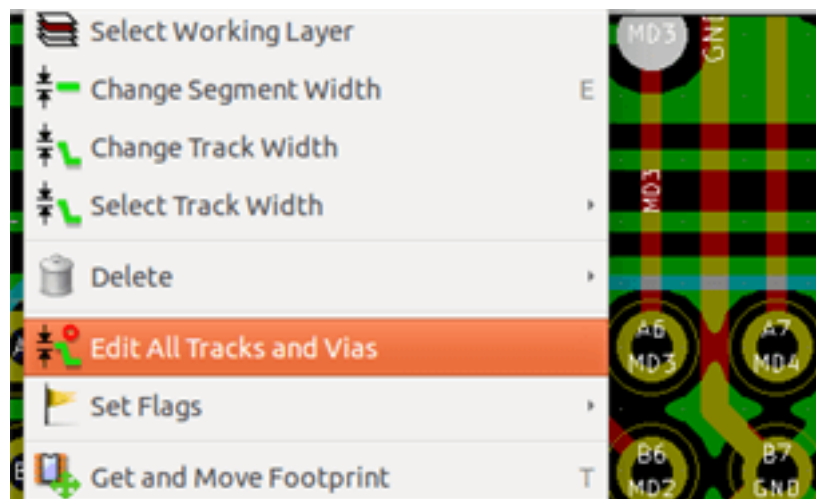 Select Working Layer
Change Segment Width E
Change Track Width
Select Track Width
Delete
Edit All Tracks and Vias
Set Flags
Get and Move Footprint T
MD3
GND
MD3
A6
MD3
A7
MD4
B6
MD2
B7
GND